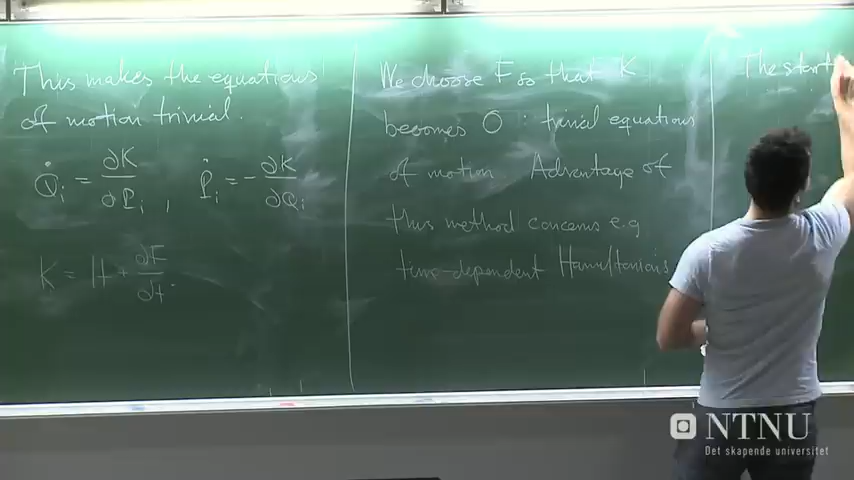 This makes the equations
of motion trivial.
Q̇ᵢ = ∂K/∂Pᵢ , Ṗᵢ = - ∂K/∂Qᵢ
K = H + ∂F/∂t .
We choose F so that K
becomes 0 : trivial equations
of motion Advantage of
this method concerns e.g
time-dependent Hamiltonians
The start
NTNU
Det skapende universitet